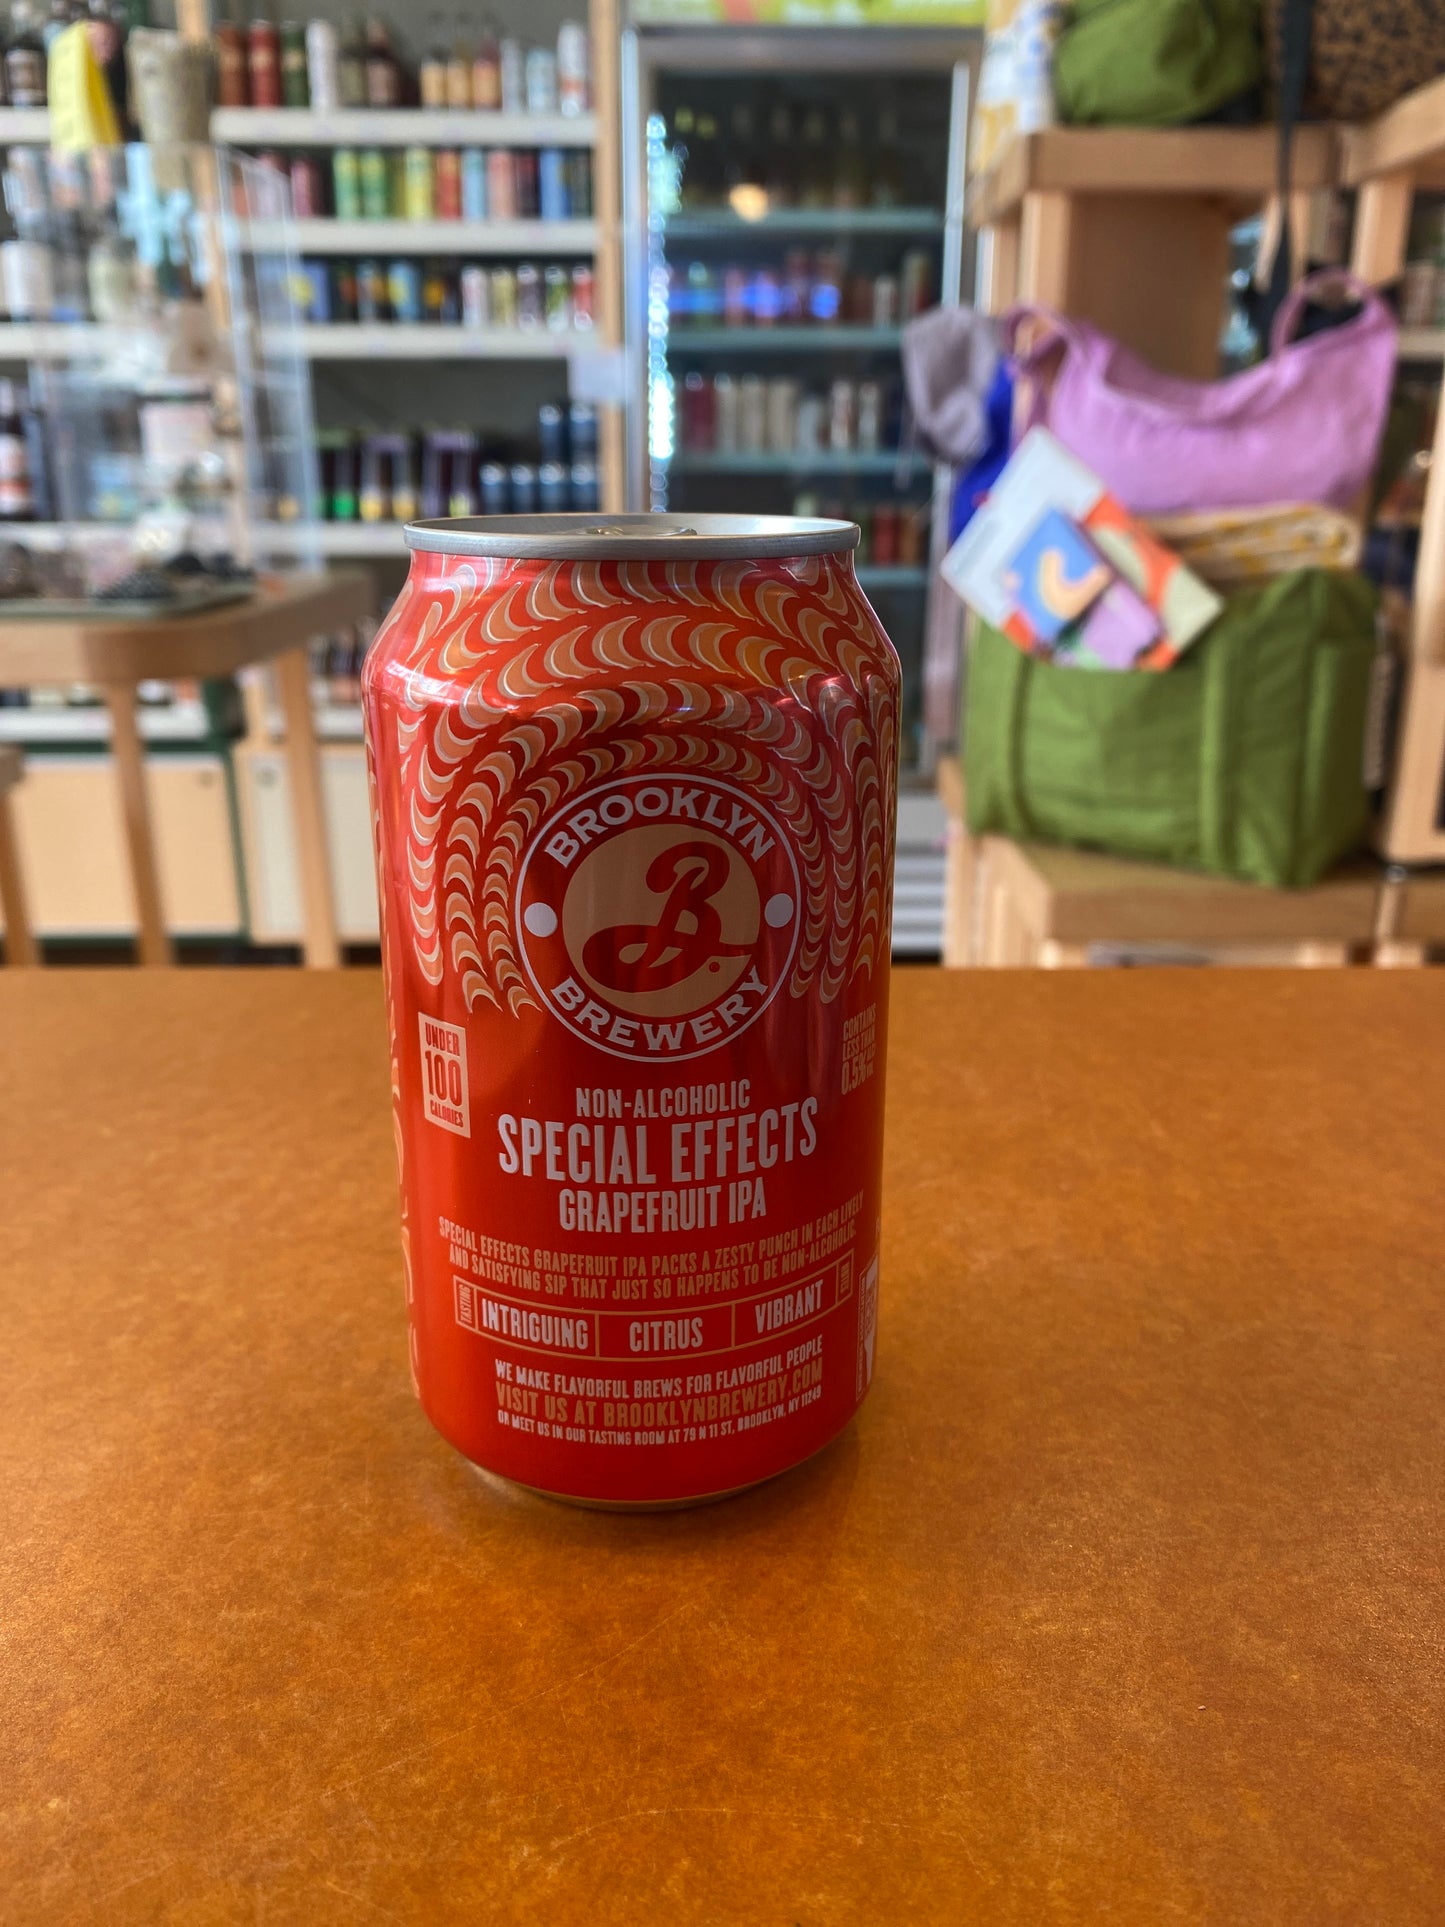 BROOKLYN
B
BREWERY
UNDER
100
CALORIES
CONTAINS
LESS THAN
0.5% ALC
VOL
NON-ALCOHOLIC
SPECIAL EFFECTS
GRAPEFRUIT IPA
SPECIAL EFFECTS GRAPEFRUIT IPA PACKS A ZESTY PUNCH IN EACH LIVELY
AND SATISFYING SIP THAT JUST SO HAPPENS TO BE NON-ALCOHOLIC.
TASTING
INTRIGUING
CITRUS
VIBRANT
WE MAKE FLAVORFUL BREWS FOR FLAVORFUL PEOPLE
VISIT US AT BROOKLYNBREWERY.COM
OR MEET US IN OUR TASTING ROOM AT 79 N 11 ST, BROOKLYN, NY 11249